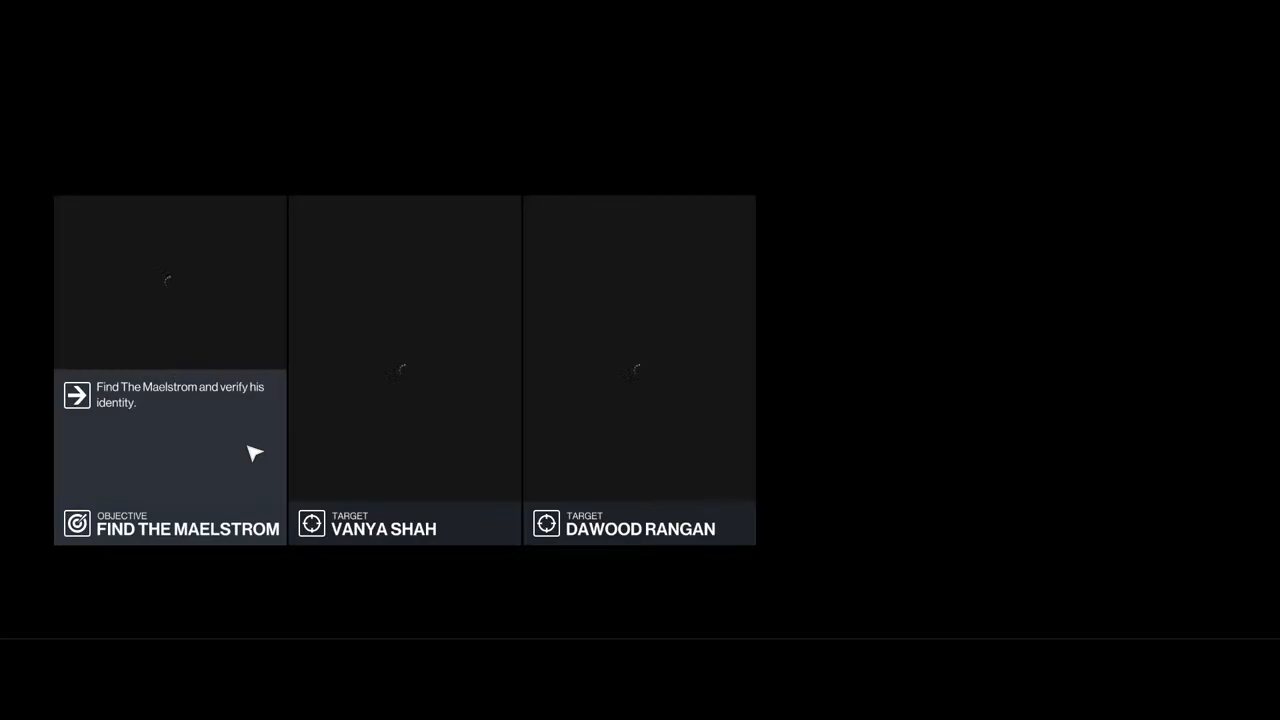 Find The Maelstrom and verify his
identity.
OBJECTIVE
FIND THE MAELSTROM
TARGET
VANYA SHAH
TARGET
DAWOOD RANGAN